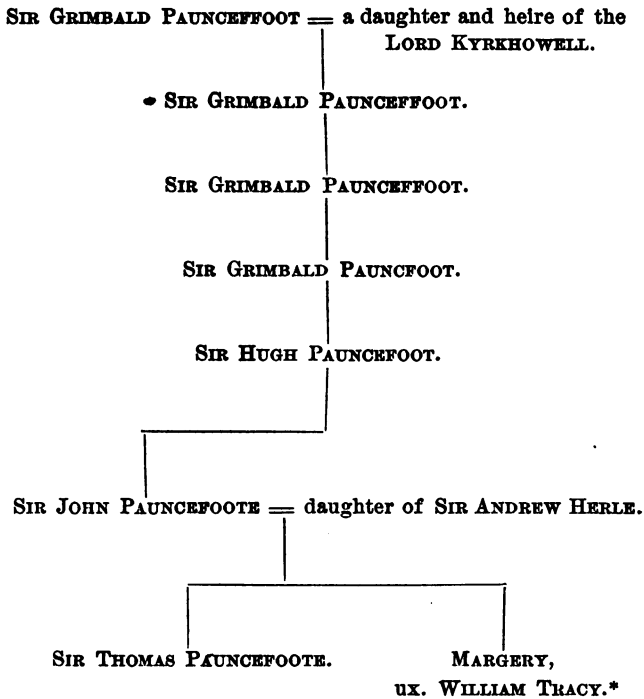 SIR GRIMBALD PAUNCEFFOOT = a daughter and heire of the
LORD KYRKHOWELL.
SIR GRIMBALD PAUNCEFFOOT.
SIR GRIMBALD PAUNCEFFOOT.
SIR GRIMBALD PAUNCFOOT.
SIR HUGH PAUNCEFOOT.
SIR JOHN PAUNCEFOOTE = daughter of SIR ANDREW HERLE.
SIR THOMAS PAUNCEFOOTE.
MARGERY,
ux. WILLIAM TRACY.*